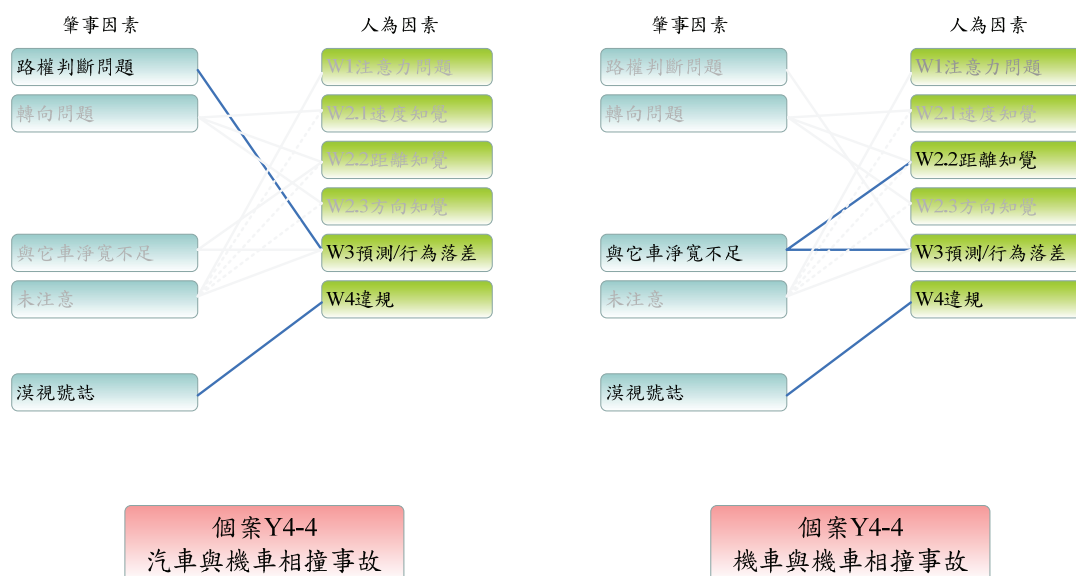 肇事因素
人為因素
路權判斷問題
W1注意力問題
轉向問題
W2.1速度知覺
W2.2距離知覺
W2.3方向知覺
與它車淨寬不足
W3預測/行為落差
未注意
W4違規
漠視號誌
個案Y4-4
汽車與機車相撞事故
肇事因素
人為因素
路權判斷問題
W1注意力問題
轉向問題
W2.1速度知覺
W2.2距離知覺
W2.3方向知覺
與它車淨寬不足
W3預測/行為落差
未注意
W4違規
漠視號誌
個案Y4-4
機車與機車相撞事故